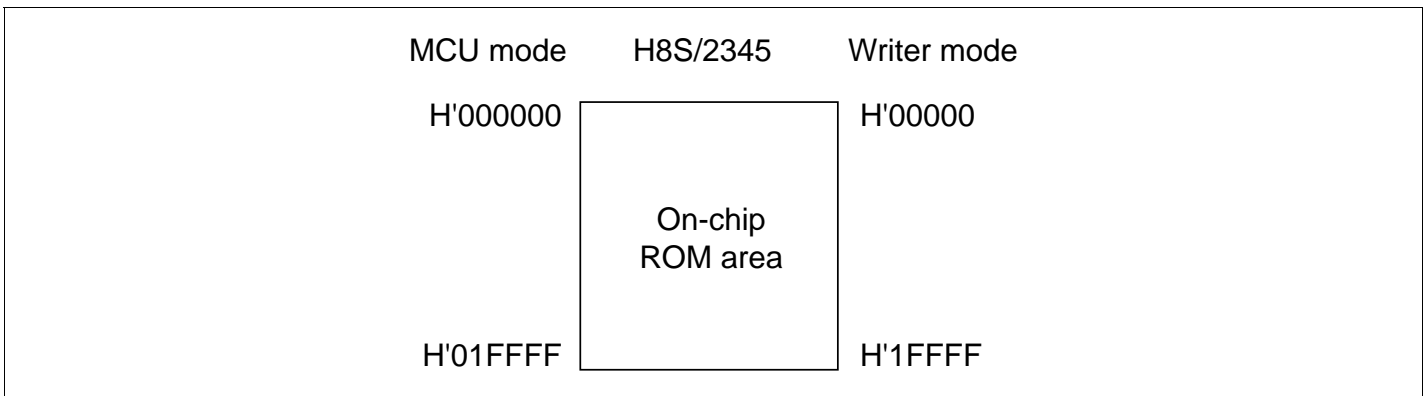 MCU mode H8S/2345 Writer mode
H'000000 H'00000
On-chip
ROM area
H'01FFFF H'1FFFF